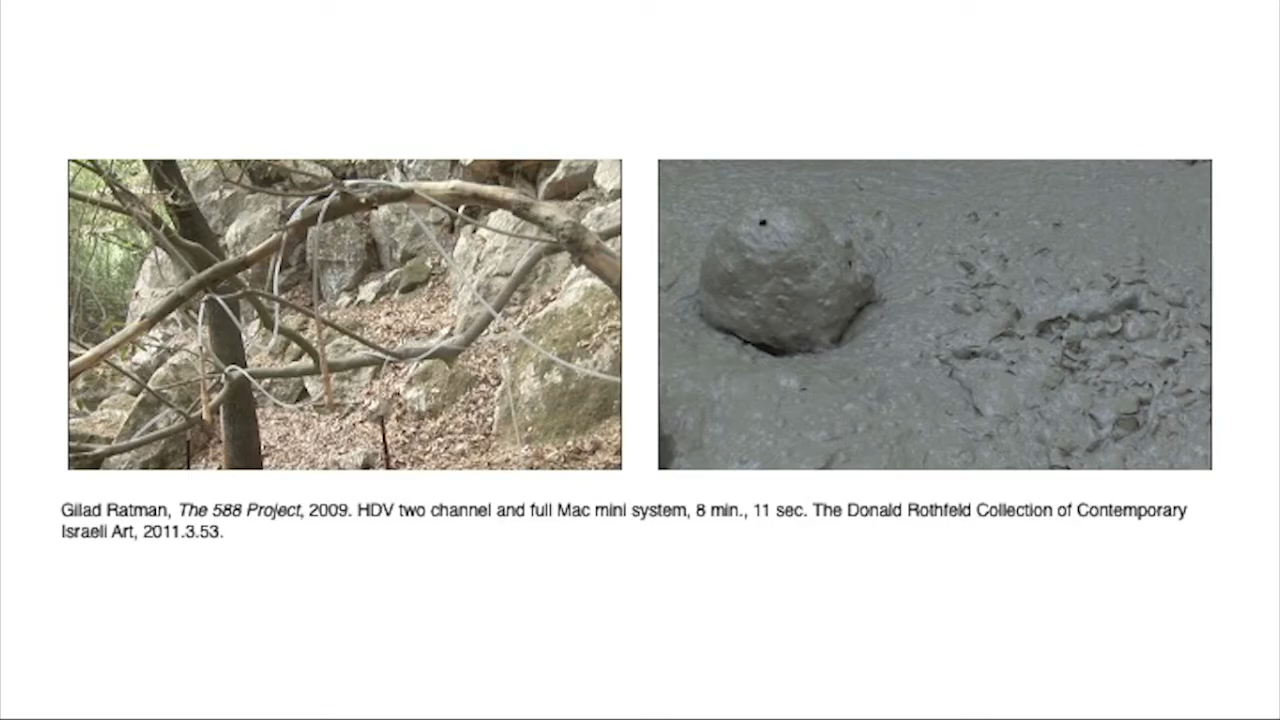 Gilad Ratman, The 588 Project, 2009. HDV two channel and full Mac mini system, 8 min., 11 sec. The Donald Rothfeld Collection of Contemporary
Israeli Art, 2011.3.53.